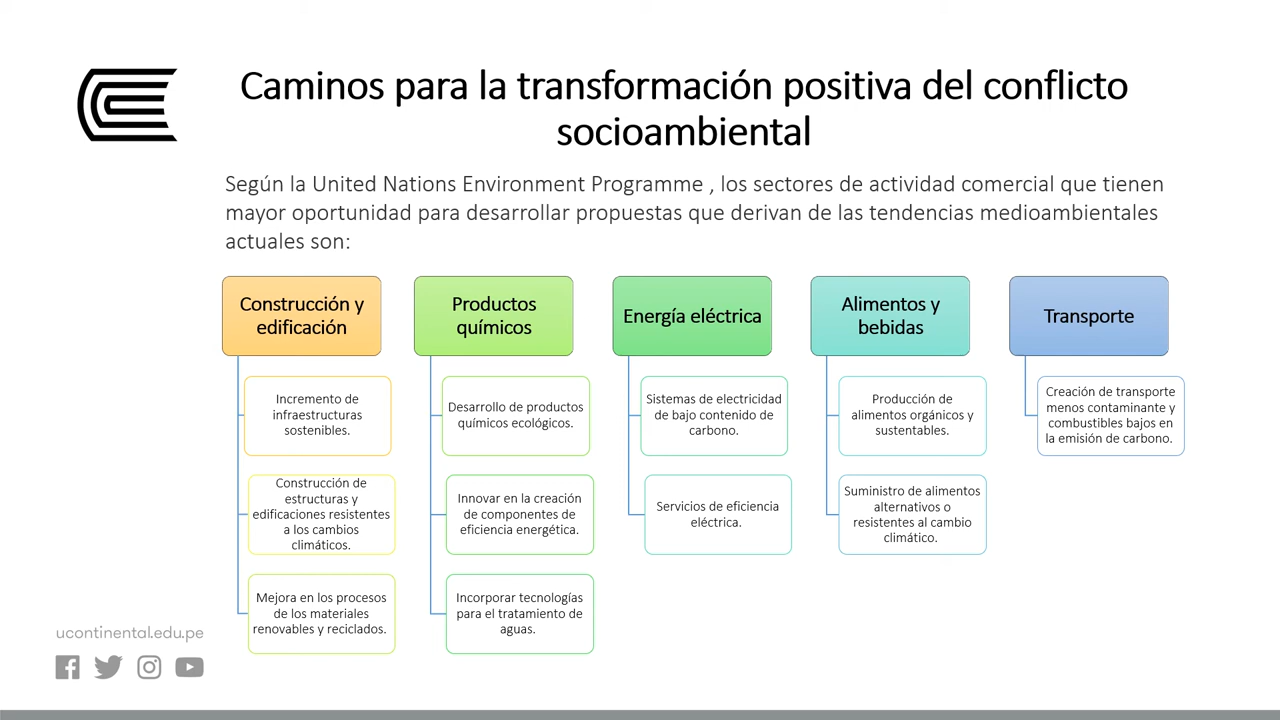 Caminos para la transformación positiva del conflicto
socioambiental
Según la United Nations Environment Programme , los sectores de actividad comercial que tienen
mayor oportunidad para desarrollar propuestas que derivan de las tendencias medioambientales
actuales son:
Construcción y
edificación
Incremento de
infraestructuras
sostenibles.
Construcción de
estructuras y
edificaciones resistentes
a los cambios
climáticos.
Mejora en los procesos
de los materiales
renovables y reciclados.
Productos
químicos
Desarrollo de productos
químicos ecológicos.
Innovar en la creación
de componentes de
eficiencia energética.
Incorporar tecnologías
para el tratamiento de
aguas.
Energía eléctrica
Sistemas de electricidad
de bajo contenido de
carbono.
Servicios de eficiencia
eléctrica.
Alimentos y
bebidas
Producción de
alimentos orgánicos y
sustentables.
Suministro de alimentos
alternativos o
resistentes al cambio
climático.
Transporte
Creación de transporte
menos contaminante y
combustibles bajos en
la emisión de carbono.
ucontinental.edu.pe